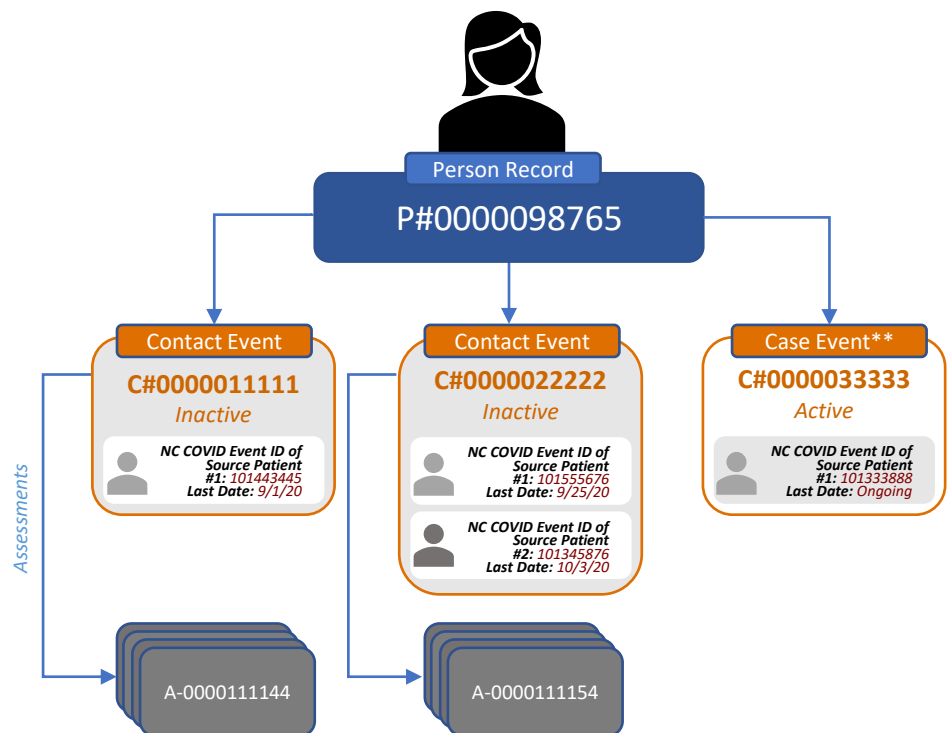 Person Record
P#0000098765
Contact Event
C#0000011111
Inactive
NC COVID Event ID of
Source Patient
#1: 101443445
Last Date: 9/1/20
Contact Event
C#0000022222
Inactive
NC COVID Event ID of
Source Patient
#1: 101555676
Last Date: 9/25/20
NC COVID Event ID of
Source Patient
#2: 101345876
Last Date: 10/3/20
Case Event**
C#0000033333
Active
NC COVID Event ID of
Source Patient
#1: 101333888
Last Date: Ongoing
Assessments
A-0000111144
A-0000111154